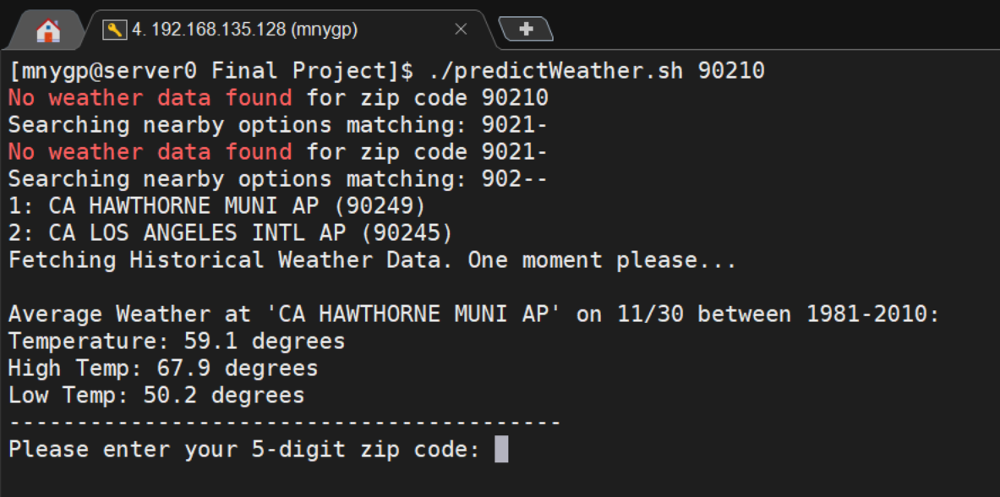 4. 192.168.135.128 (mnygp)
[mnygp@server0 Final Project]$ ./predictWeather.sh 90210
No weather data found for zip code 90210
Searching nearby options matching: 9021-
No weather data found for zip code 9021-
Searching nearby options matching: 902--
1: CA HAWTHORNE MUNI AP (90249)
2: CA LOS ANGELES INTL AP (90245)
Fetching Historical Weather Data. One moment please...
Average Weather at 'CA HAWTHORNE MUNI AP' on 11/30 between 1981-2010:
Temperature: 59.1 degrees
High Temp: 67.9 degrees
Low Temp: 50.2 degrees
-----------------------------------------
Please enter your 5-digit zip code: